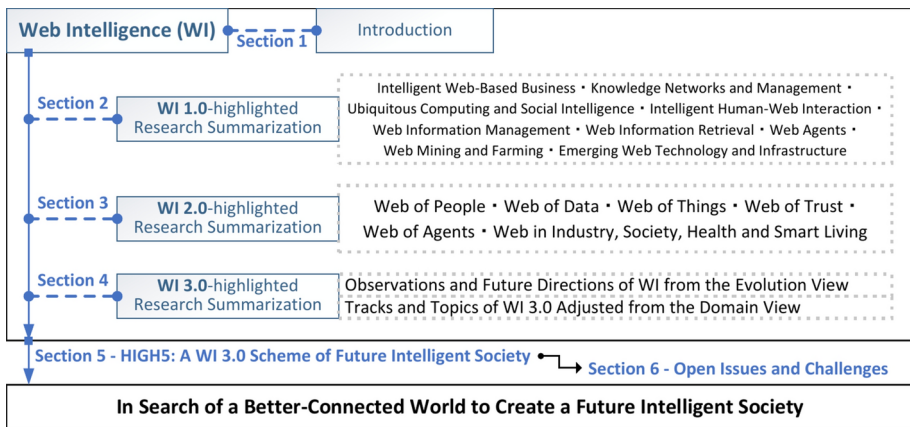 Web Intelligence (WI)
Section 1
Introduction
Section 2
WI 1.0-highlighted
Research Summarization
Intelligent Web-Based Business · Knowledge Networks and Management ·
Ubiquitous Computing and Social Intelligence · Intelligent Human-Web Interaction ·
Web Information Management · Web Information Retrieval · Web Agents ·
Web Mining and Farming · Emerging Web Technology and Infrastructure
Section 3
WI 2.0-highlighted
Research Summarization
Web of People · Web of Data · Web of Things · Web of Trust ·
Web of Agents · Web in Industry, Society, Health and Smart Living
Section 4
WI 3.0-highlighted
Research Summarization
Observations and Future Directions of WI from the Evolution View
Tracks and Topics of WI 3.0 Adjusted from the Domain View
Section 5 - HIGH5: A WI 3.0 Scheme of Future Intelligent Society
Section 6 - Open Issues and Challenges
In Search of a Better-Connected World to Create a Future Intelligent Society